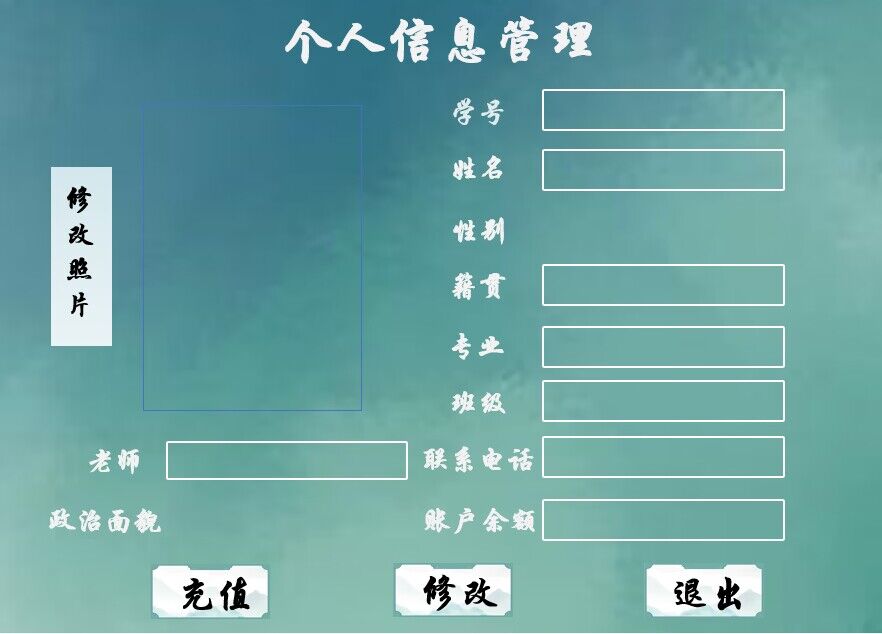 个人信息管理
学号
姓名
修改照片
性别
籍贯
专业
班级
老师
联系电话
政治面貌
账户余额
充值
修改
退出